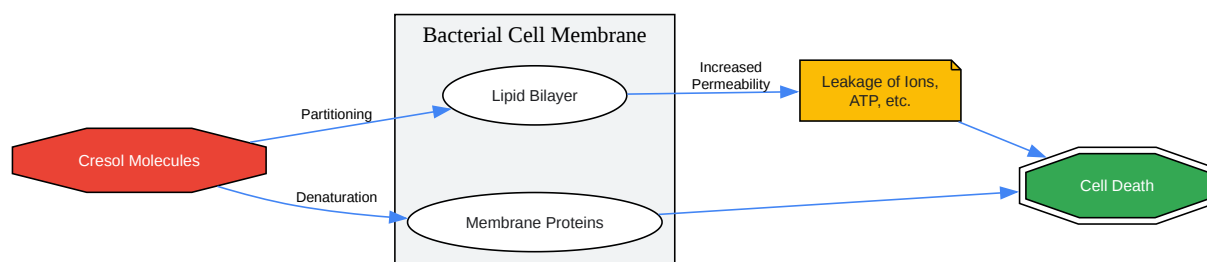 Bacterial Cell Membrane
Increased
Permeability
Lipid Bilayer
Leakage of Ions,
ATP, etc.
Partitioning
Cresol Molecules
Denaturation
Membrane Proteins
Cell Death